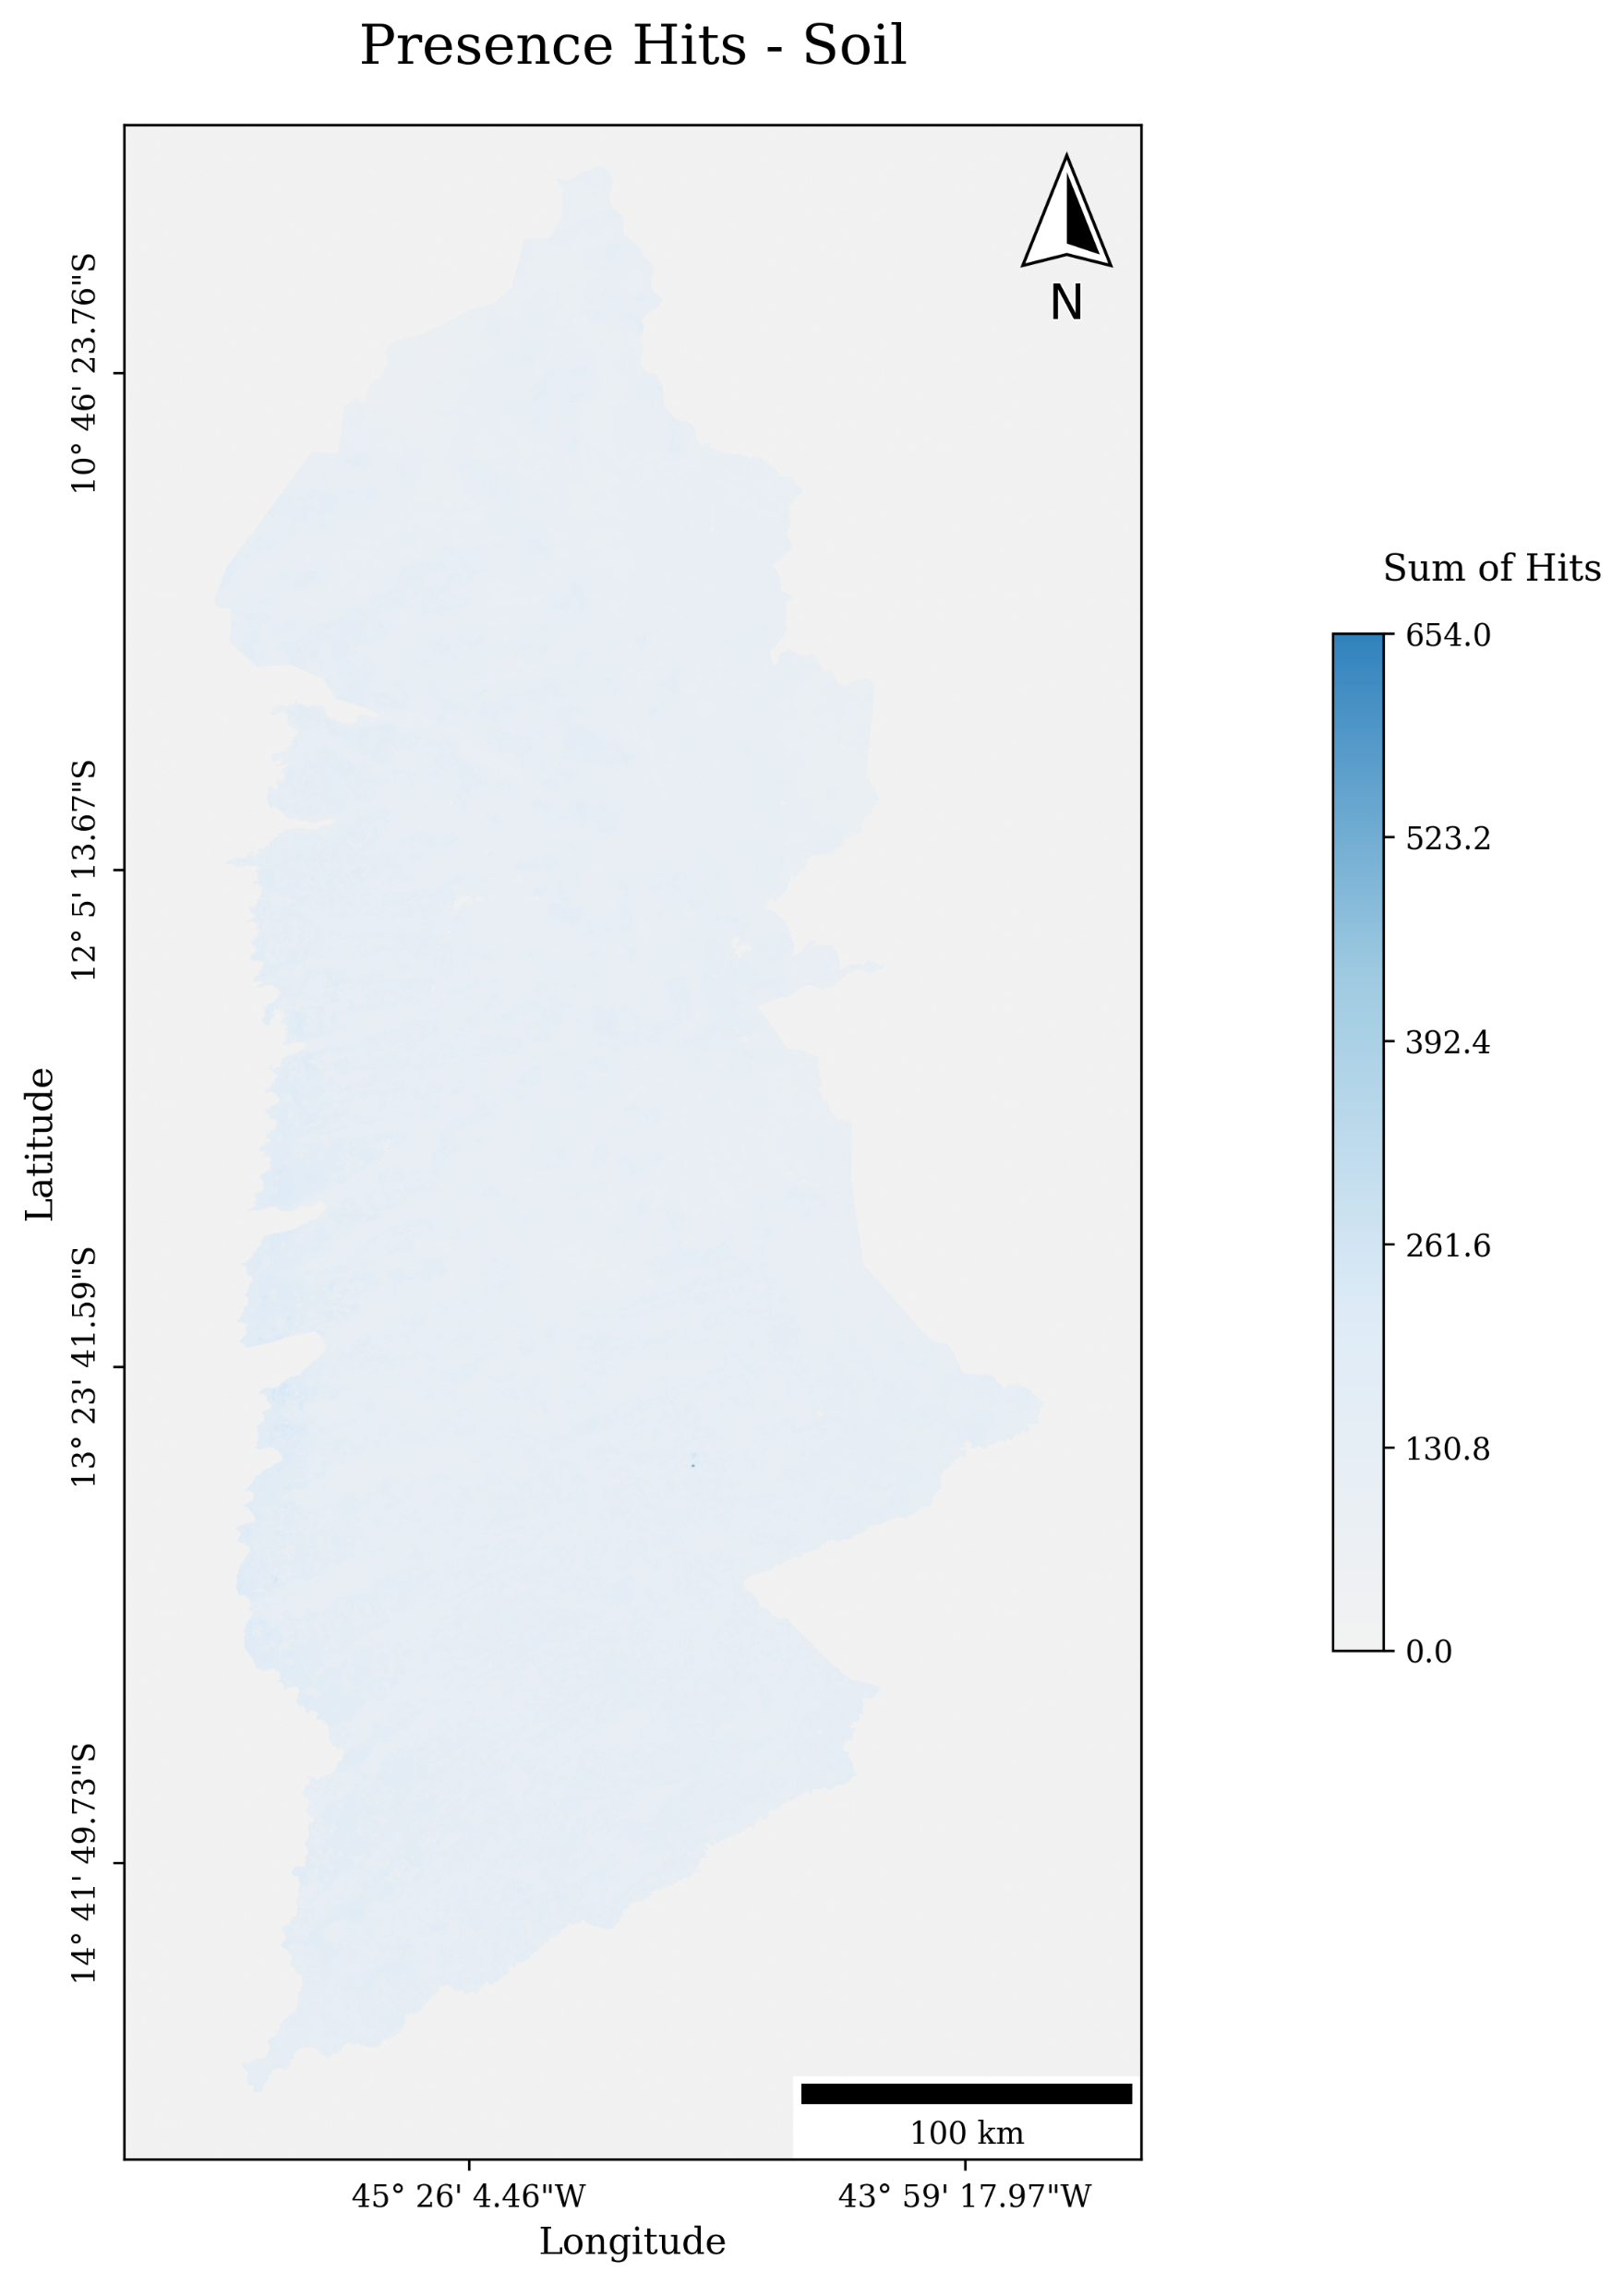 Presence Hits - Soil
N
10° 46' 23.76"S
12° 5' 13.67"S
13° 23' 41.59"S
14° 41' 49.73"S
Latitude
45° 26' 4.46"W
43° 59' 17.97"W
Longitude
100 km
Sum of Hits
654.0
523.2
392.4
261.6
130.8
0.0